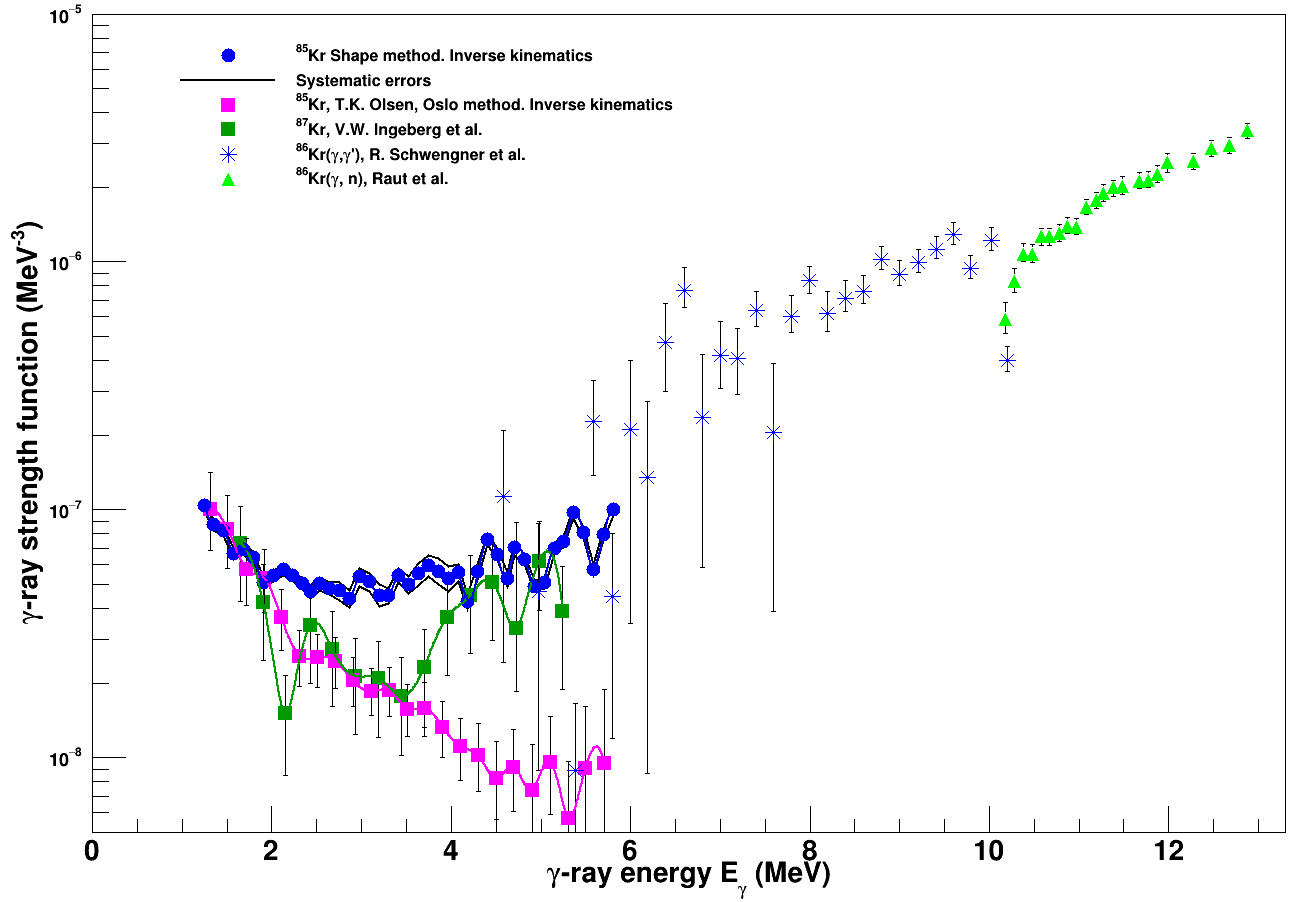 10⁻⁵
⁸⁵Kr Shape method. Inverse kinematics
Systematic errors
⁸⁵Kr, T.K. Olsen, Oslo method. Inverse kinematics
⁸⁷Kr, V.W. Ingeberg et al.
⁸⁶Kr(γ,γ'), R. Schwengner et al.
⁸⁶Kr(γ, n), Raut et al.
10⁻⁶
10⁻⁷
10⁻⁸
γ-ray strength function (MeV⁻³)
0 2 4 6 8 10 12
γ-ray energy E_γ (MeV)